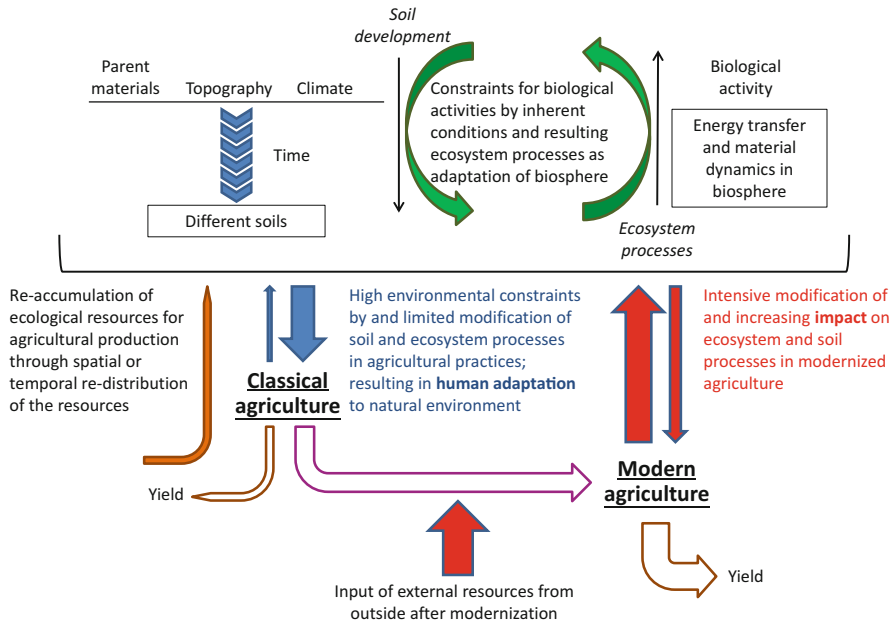 Soil
development
Parent
materials
Topography
Climate
Time
Different soils
Constraints for biological
activities by inherent
conditions and resulting
ecosystem processes as
adaptation of biosphere
Biological
activity
Energy transfer
and material
dynamics in
biosphere
Ecosystem
processes
Re-accumulation of
ecological resources for
agricultural production
through spatial or
temporal re-distribution
of the resources
High environmental constraints
by and limited modification of
soil and ecosystem processes
in agricultural practices;
resulting in human adaptation
to natural environment
Intensive modification of
and increasing impact on
ecosystem and soil
processes in modernized
agriculture
Classical
agriculture
Yield
Modern
agriculture
Yield
Input of external resources from
outside after modernization